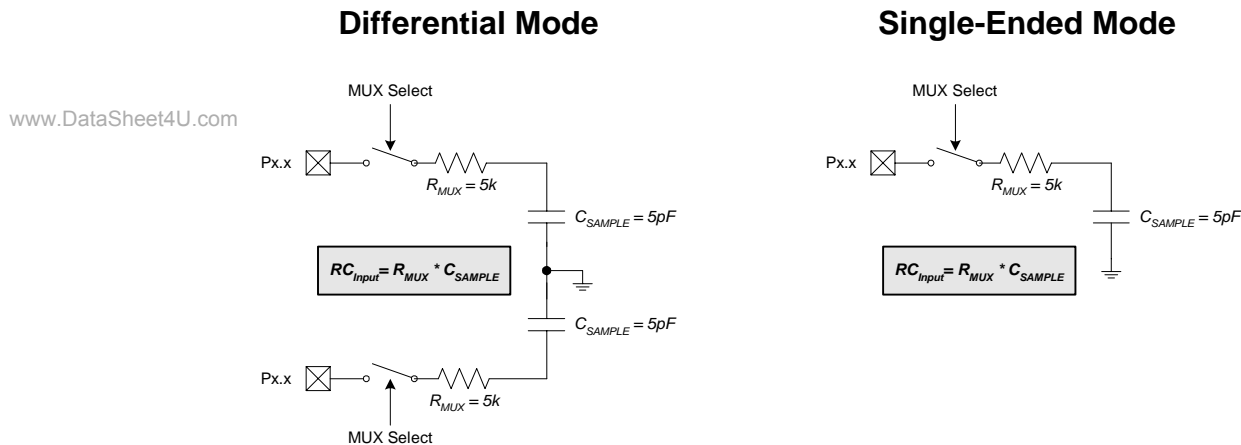 Differential Mode
MUX Select
www.DataSheet4U.com
Px.x
R_MUX = 5k
C_SAMPLE = 5pF
RC_Input= R_MUX * C_SAMPLE
C_SAMPLE = 5pF
Px.x
R_MUX = 5k
MUX Select
Single-Ended Mode
MUX Select
Px.x
R_MUX = 5k
C_SAMPLE = 5pF
RC_Input= R_MUX * C_SAMPLE